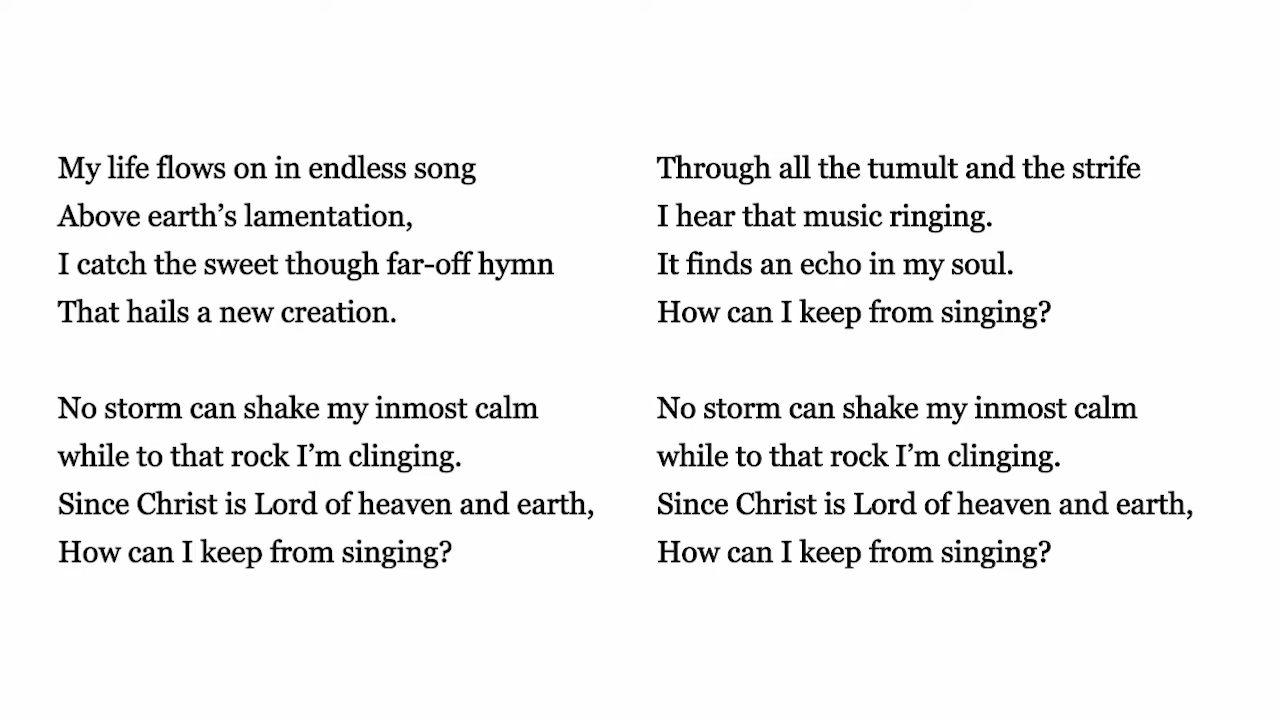 My life flows on in endless song
Above earth’s lamentation,
I catch the sweet though far-off hymn
That hails a new creation.
No storm can shake my inmost calm
while to that rock I’m clinging.
Since Christ is Lord of heaven and earth,
How can I keep from singing?
Through all the tumult and the strife
I hear that music ringing.
It finds an echo in my soul.
How can I keep from singing?
No storm can shake my inmost calm
while to that rock I’m clinging.
Since Christ is Lord of heaven and earth,
How can I keep from singing?